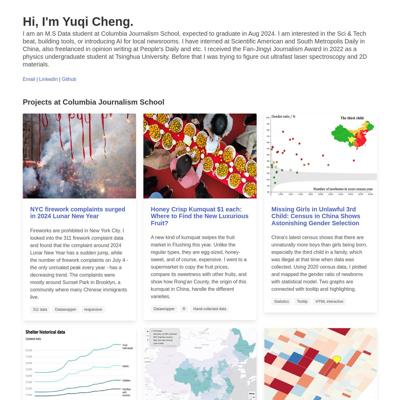 Hi, I'm Yuqi Cheng.
I am an M.S Data student at Columbia Journalism School, expected to graduate in Aug 2024. I am interested in the Sci & Tech
beat, building tools, or introducing AI for local newsrooms. I have interned at Scientific American and South Metropolis Daily in
China, also freelanced in opinion writing at People's Daily and etc. I received the Fan-Jingyi Journalism Award in 2022 as a
physics undergraduate student at Tsinghua University. Before that I was trying to figure out ultrafast laser spectroscopy and 2D
materials.
Email | LinkedIn | Github
Projects at Columbia Journalism School
Gender ratio / %
The third child
Number of newborns in 2020 census year
NYC firework complaints surged
in 2024 Lunar New Year
Fireworks are prohibited in New York City. I
looked into the 311 firework complaint data
and found that the complaint around 2024
Lunar New Year has a sudden jump, while
the number of firework complaints on July 4 -
the only unrivaled peak every year - has a
decreasing trend. The complaints were
mostly around Sunset Park in Brooklyn, a
community where many Chinese immigrants
live.
311 data
Datawrapper
responsive
Honey Crisp Kumquat $1 each:
Where to Find the New Luxurious
Fruit?
A new kind of kumquat swipes the fruit
market in Flushing this year. Unlike the
regular types, they are egg-sized, honey-
sweet, and of course, expensive. I went to a
supermarket to copy the fruit prices,
compare its sweetness with other fruits, and
show how Rong'an County, the origin of this
kumquat in China, handle the different
varieties.
Datawrapper
R
Hand-collected data
Missing Girls in Unlawful 3rd
Child: Census in China Shows
Astonishing Gender Selection
China's latest census shows that there are
unnaturally more boys than girls being born,
especially the third child in a family, which
was illegal at that time when data was
collected. Using 2020 census data, I plotted
and mapped the gender ratio of newborns
with statistical model. Two graphs are
connected with tooltip and highlighting.
Statistics
Tooltip
HTML interactive
Shelter historical data